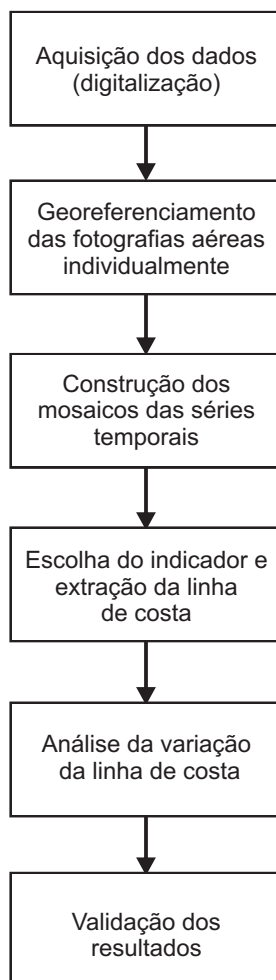 Aquisição dos dados
(digitalização)
Georeferenciamento
das fotografias aéreas
individualmente
Construção dos
mosaicos das séries
temporais
Escolha do indicador e
extração da linha
de costa
Análise da variação
da linha de costa
Validação dos
resultados